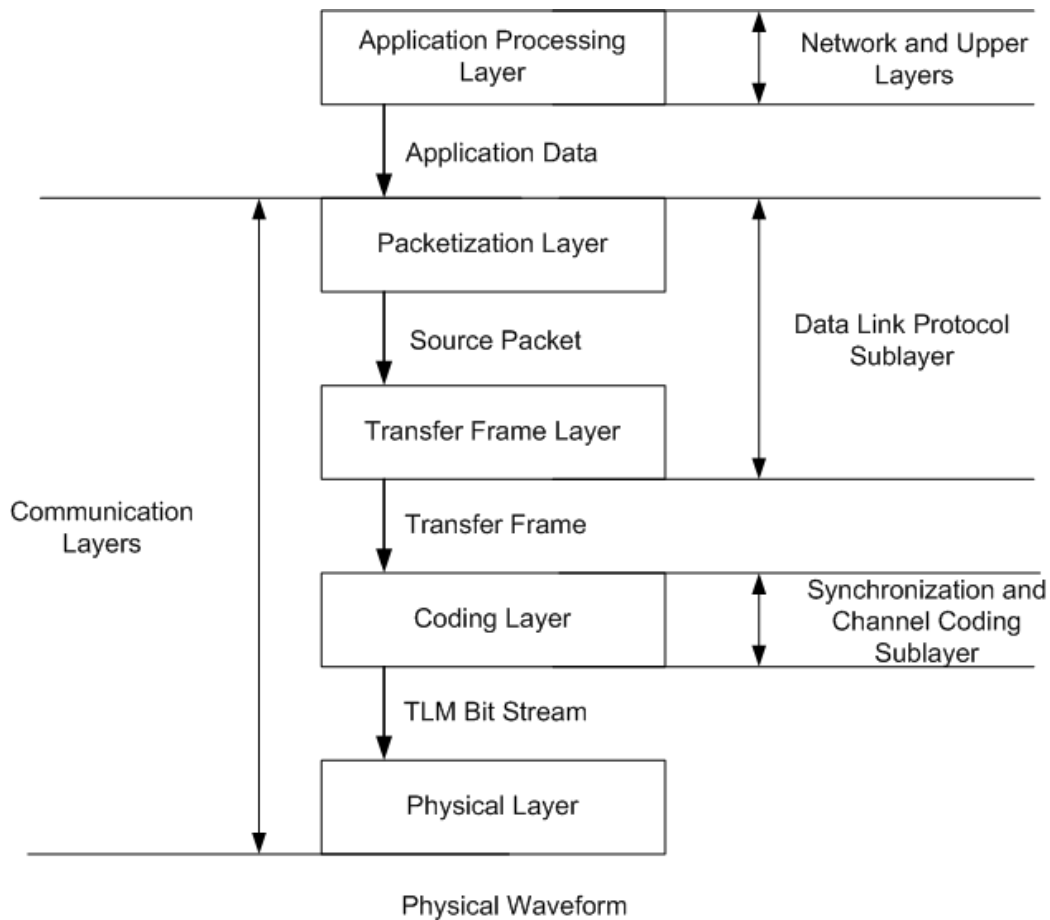 Application Processing
Layer
Network and Upper
Layers
Application Data
Packetization Layer
Source Packet
Data Link Protocol
Sublayer
Transfer Frame Layer
Communication
Layers
Transfer Frame
Coding Layer
Synchronization and
Channel Coding
Sublayer
TLM Bit Stream
Physical Layer
Physical Waveform